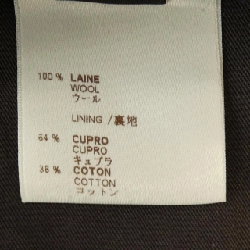 100 % LAINE
WOOL
ウール
LINING /裏地
64 % CUPRO
CUPRO
キュプラ
36 % COTON
COTTON
コットン